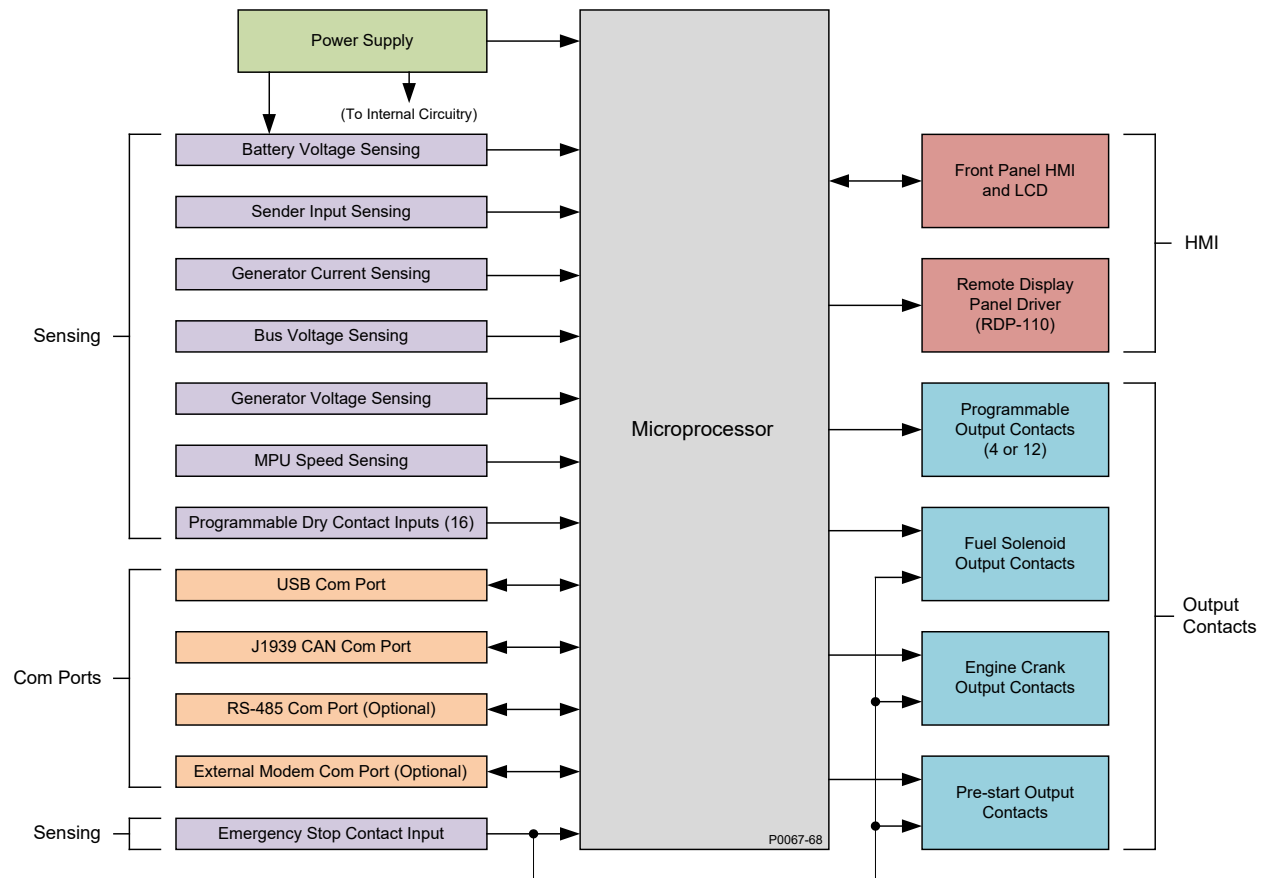 Power Supply
(To Internal Circuitry)
Sensing
Battery Voltage Sensing
Sender Input Sensing
Generator Current Sensing
Bus Voltage Sensing
Generator Voltage Sensing
MPU Speed Sensing
Programmable Dry Contact Inputs (16)
Com Ports
USB Com Port
J1939 CAN Com Port
RS-485 Com Port (Optional)
External Modem Com Port (Optional)
Sensing
Emergency Stop Contact Input
Microprocessor
P0067-68
Front Panel HMI
and LCD
Remote Display
Panel Driver
(RDP-110)
HMI
Programmable
Output Contacts
(4 or 12)
Fuel Solenoid
Output Contacts
Engine Crank
Output Contacts
Pre-start Output
Contacts
Output
Contacts